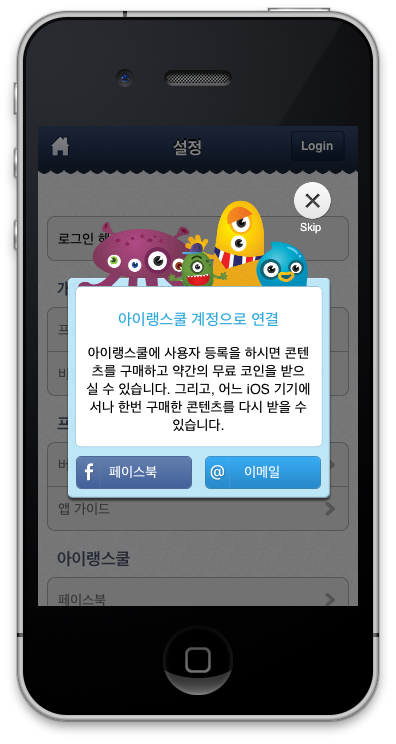 설정
Login
Skip
로그인 해
아이랭스쿨 계정으로 연결
아이랭스쿨에 사용자 등록을 하시면 콘텐
츠를 구매하고 약간의 무료 코인을 받으
실 수 있습니다. 그리고, 어느 iOS 기기에
서나 한번 구매한 콘텐츠를 다시 받을 수
있습니다.
f 페이스북
@ 이메일
앱 가이드
아이랭스쿨
페이스북